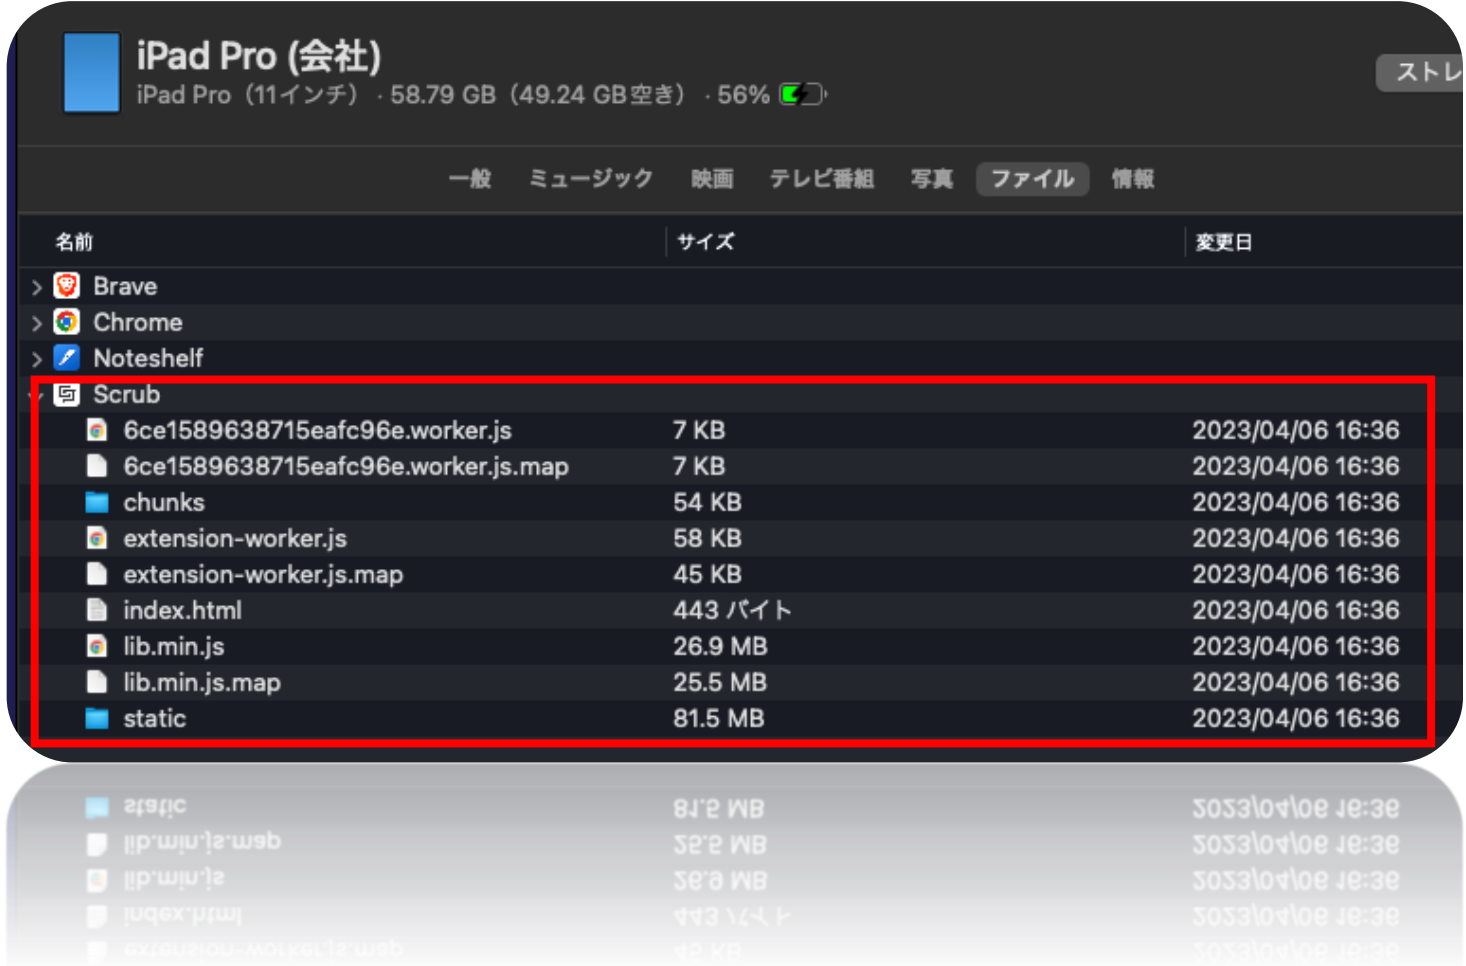 iPad Pro (会社)
iPad Pro（11インチ）・58.79 GB（49.24 GB空き）・56%
ストレ
一般 ミュージック 映画 テレビ番組 写真 ファイル 情報
名前 サイズ 変更日
Brave
Chrome
Noteshelf
Scrub
6ce1589638715eafc96e.worker.js 7 KB 2023/04/06 16:36
6ce1589638715eafc96e.worker.js.map 7 KB 2023/04/06 16:36
chunks 54 KB 2023/04/06 16:36
extension-worker.js 58 KB 2023/04/06 16:36
extension-worker.js.map 45 KB 2023/04/06 16:36
index.html 443 バイト 2023/04/06 16:36
lib.min.js 26.9 MB 2023/04/06 16:36
lib.min.js.map 25.5 MB 2023/04/06 16:36
static 81.5 MB 2023/04/06 16:36